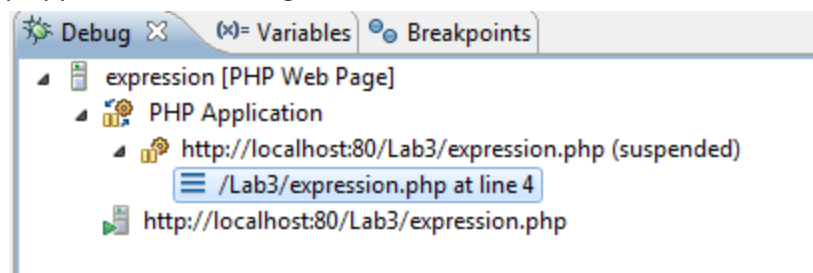 Debug (x)= Variables Breakpoints
expression [PHP Web Page]
PHP Application
http://localhost:80/Lab3/expression.php (suspended)
/Lab3/expression.php at line 4
http://localhost:80/Lab3/expression.php